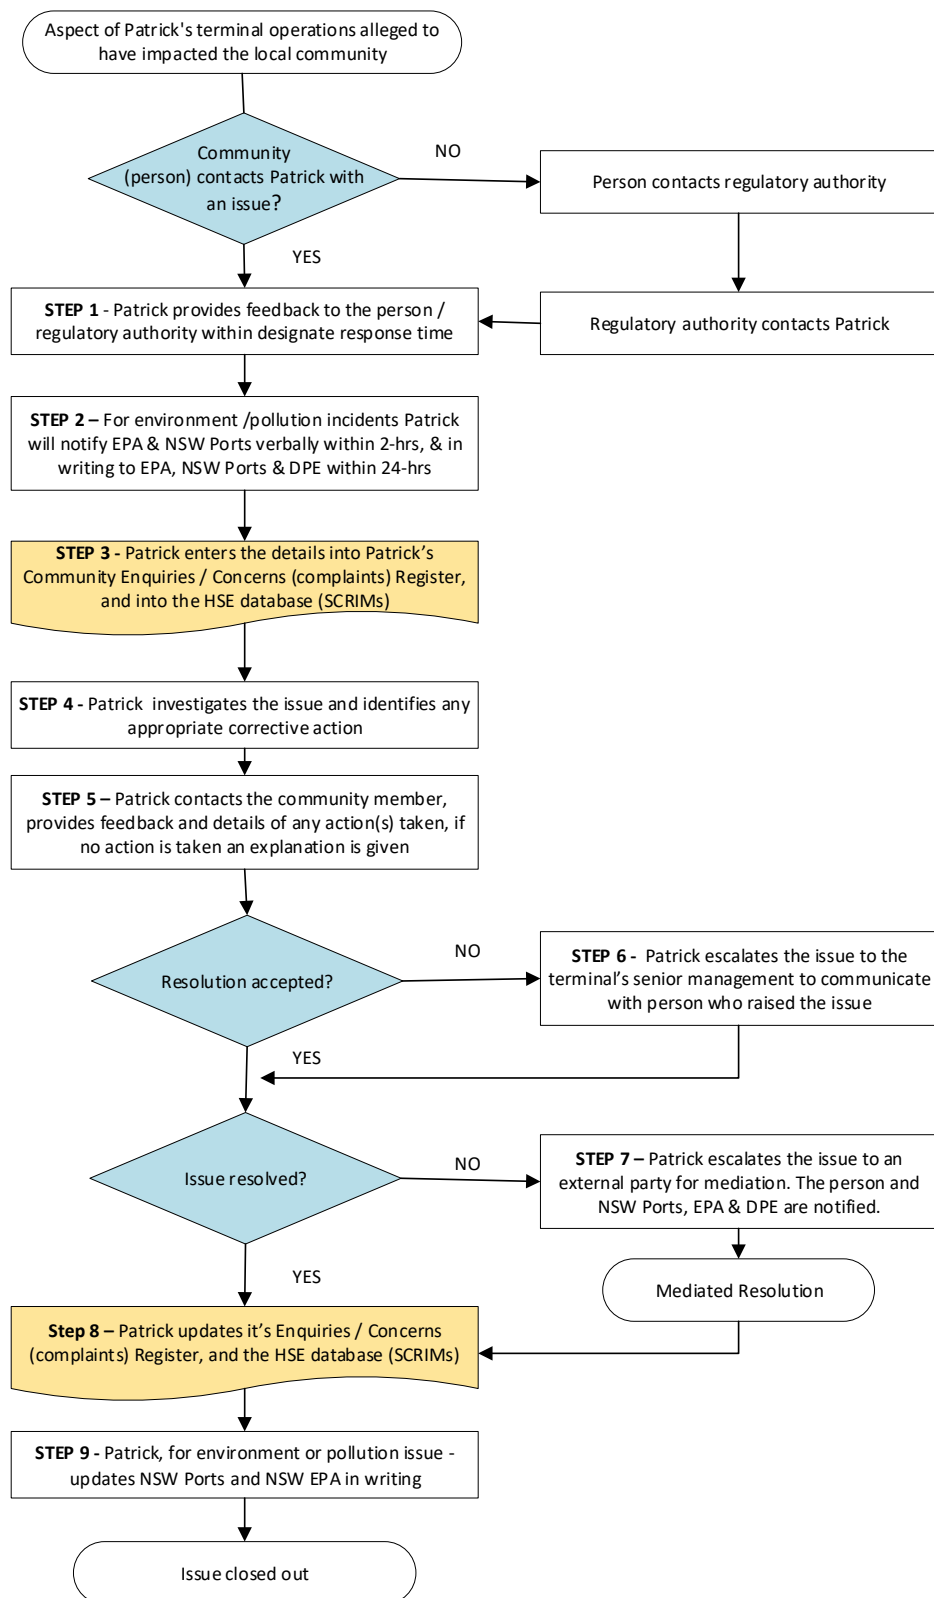 Aspect of Patrick's terminal operations alleged to
have impacted the local community
Community
(person) contacts Patrick with
an issue?
NO
Person contacts regulatory authority
YES
STEP 1 - Patrick provides feedback to the person /
regulatory authority within designate response time
Regulatory authority contacts Patrick
STEP 2 – For environment /pollution incidents Patrick
will notify EPA & NSW Ports verbally within 2-hrs, & in
writing to EPA, NSW Ports & DPE within 24-hrs
STEP 3 - Patrick enters the details into Patrick’s
Community Enquiries / Concerns (complaints) Register,
and into the HSE database (SCRIMs)
STEP 4 - Patrick investigates the issue and identifies any
appropriate corrective action
STEP 5 – Patrick contacts the community member,
provides feedback and details of any action(s) taken, if
no action is taken an explanation is given
Resolution accepted?
NO
STEP 6 - Patrick escalates the issue to the
terminal’s senior management to communicate
with person who raised the issue
YES
Issue resolved?
NO
STEP 7 – Patrick escalates the issue to an
external party for mediation. The person and
NSW Ports, EPA & DPE are notified.
YES
Mediated Resolution
Step 8 – Patrick updates it’s Enquiries / Concerns
(complaints) Register, and the HSE database (SCRIMs)
STEP 9 - Patrick, for environment or pollution issue -
updates NSW Ports and NSW EPA in writing
Issue closed out